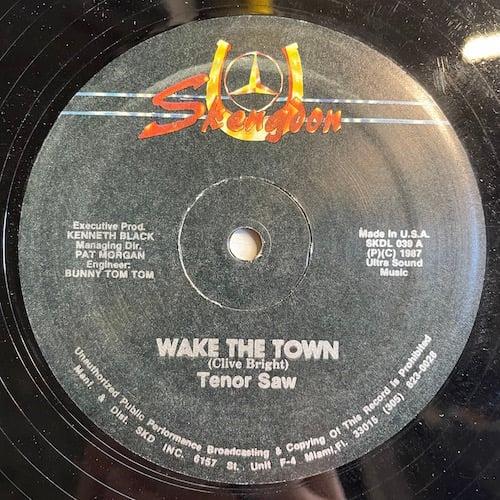 Skengdon
Executive Prod.
KENNETH BLACK
Managing Dir.
PAT MORGAN
Engineer:
BUNNY TOM TOM
Made In U.S.A.
SKDL 039 A
(P)(C) 1987
Ultra Sound
Music
WAKE THE TOWN
(Clive Bright)
Tenor Saw
Unauthorized Public Performance Broadcasting & Copying Of This Record is Prohibited
Manf. & Dist. SKD INC. 6157 St. Unit F-4 Miami, Fl. 33015 (305) 823-0028